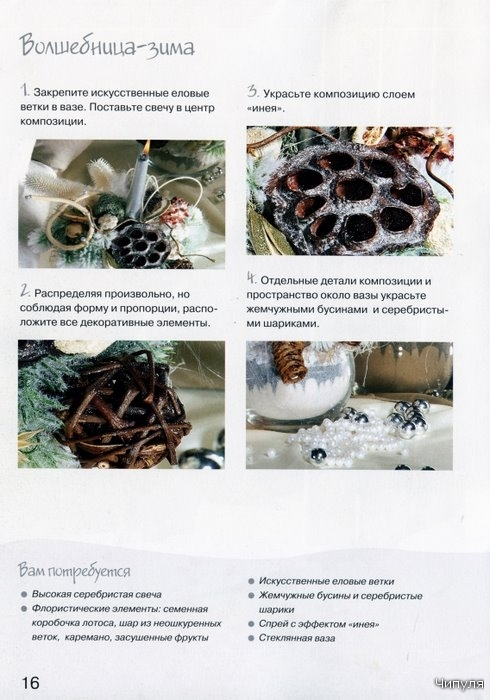 Волшебница-зима
1. Закрепите искусственные еловые
ветки в вазе. Поставьте свечу в центр
композиции.
2. Распределяя произвольно, но
соблюдая форму и пропорции, распо-
ложите все декоративные элементы.
3. Украсьте композицию слоем
«инея».
4. Отдельные детали композиции и
пространство около вазы украсьте
жемчужными бусинами и серебристы-
ми шариками.
Вам потребуется
● Высокая серебристая свеча
● Флористические элементы: семенная
коробочка лотоса, шар из неошкуренных
веток, каремано, засушенные фрукты
● Искусственные еловые ветки
● Жемчужные бусины и серебристые
шарики
● Спрей с эффектом «инея»
● Стеклянная ваза
16
Чипуля